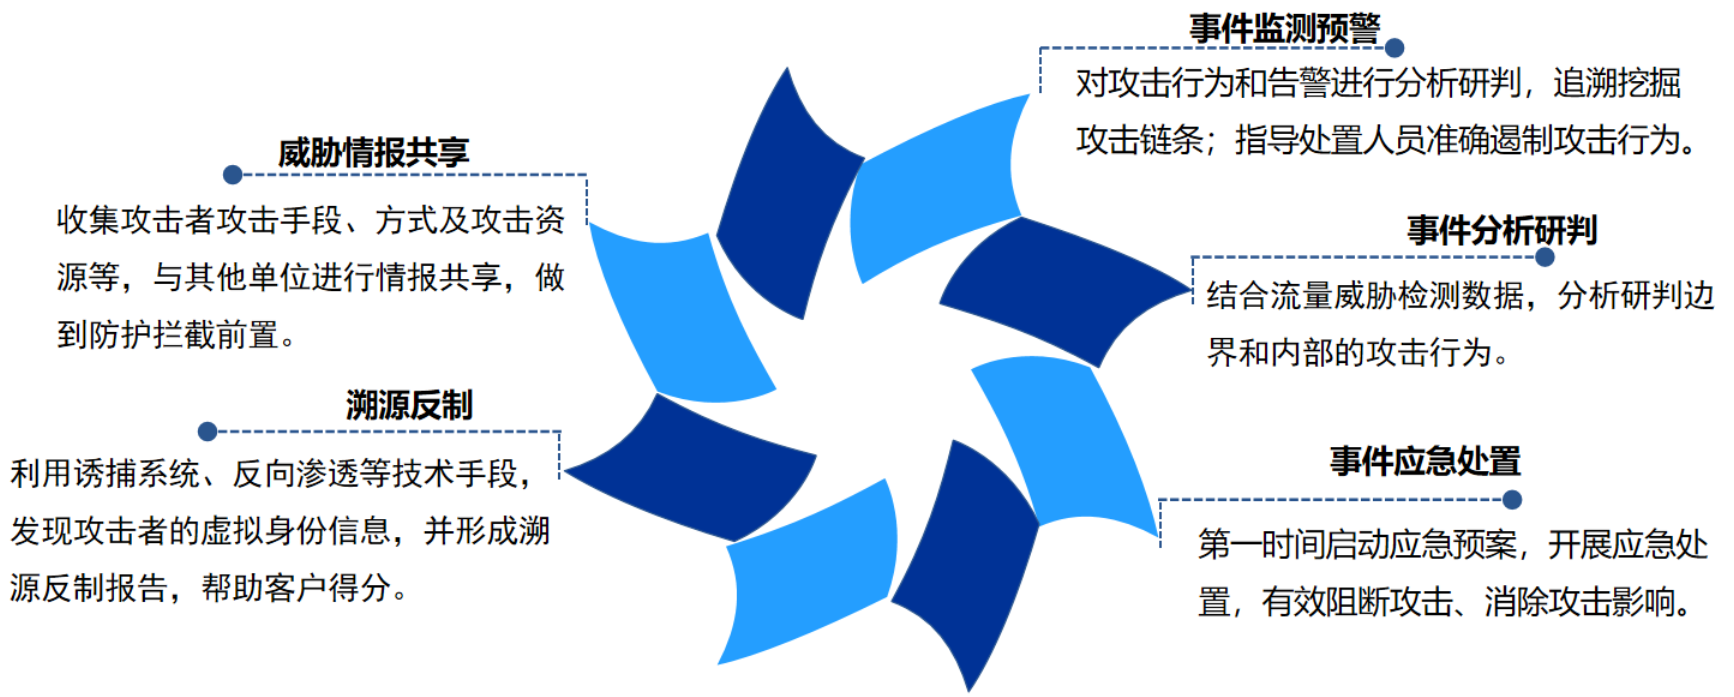 事件监测预警
对攻击行为和告警进行分析研判，追溯挖掘
攻击链条；指导处置人员准确遏制攻击行为。
事件分析研判
结合流量威胁检测数据，分析研判边
界和内部的攻击行为。
事件应急处置
第一时间启动应急预案，开展应急处
置，有效阻断攻击、消除攻击影响。
威胁情报共享
收集攻击者攻击手段、方式及攻击资
源等，与其他单位进行情报共享，做
到防护拦截前置。
溯源反制
利用诱捕系统、反向渗透等技术手段，
发现攻击者的虚拟身份信息，并形成溯
源反制报告，帮助客户得分。